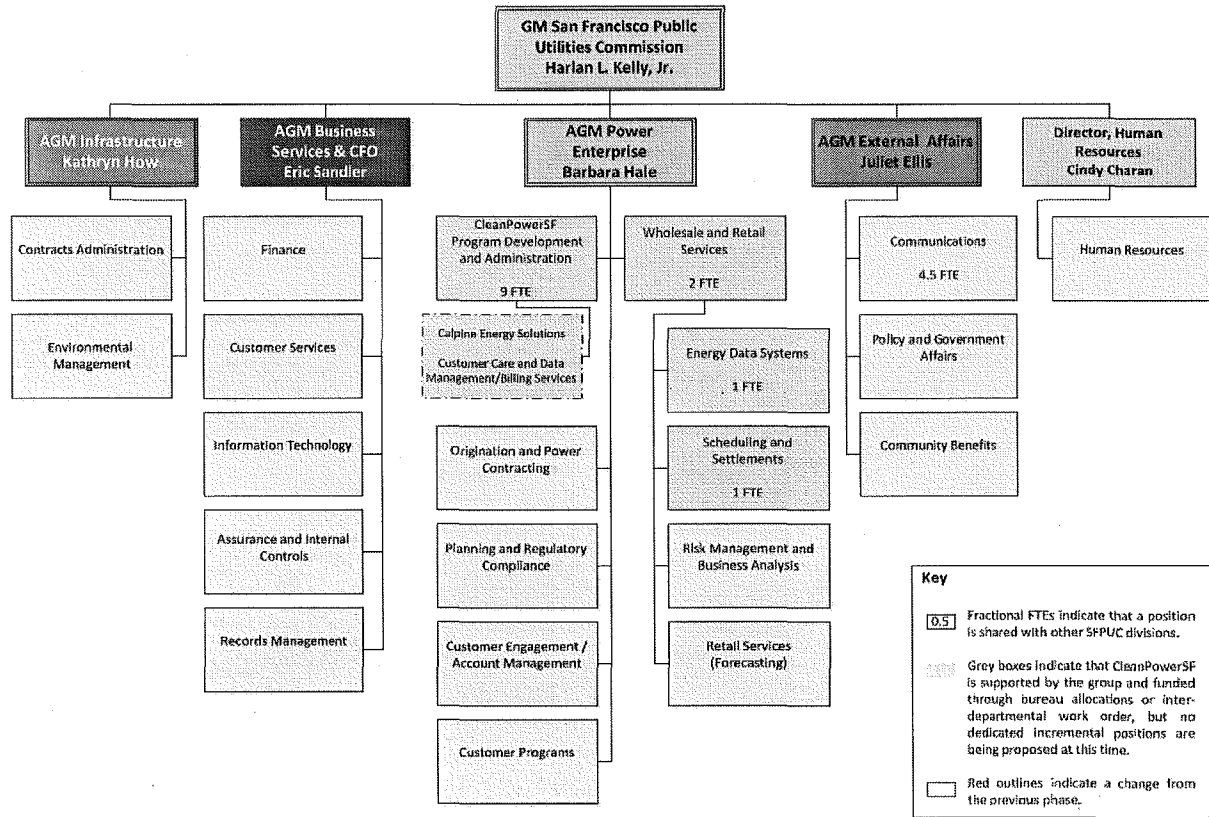 GM San Francisco Public
Utilities Commission
Harlan L. Kelly, Jr.
AGM Infrastructure
Kathryn How
AGM Business
Services & CFO
Eric Sandler
AGM Power
Enterprise
Barbara Hale
AGM External Affairs
Juliet Ellis
Director, Human
Resources
Cindy Charan
Contracts Administration
Environmental
Management
Finance
Customer Services
Information Technology
Assurance and Internal
Controls
Records Management
CleanPowerSF
Program Development
and Administration
9 FTE
Calpine Energy Solutions
Customer Care and Data
Management/Billing Services
Origination and Power
Contracting
Planning and Regulatory
Compliance
Customer Engagement /
Account Management
Customer Programs
Wholesale and Retail
Services
2 FTE
Energy Data Systems
1 FTE
Scheduling and
Settlements
1 FTE
Risk Management and
Business Analysis
Retail Services
(Forecasting)
Communications
4.5 FTE
Policy and Government
Affairs
Community Benefits
Human Resources
Key
0.5 Fractional FTEs indicate that a position
is shared with other SFPUC divisions.
Grey boxes indicate that CleanPowerSF
is supported by the group and funded
through bureau allocations or inter-
departmental work order, but no
dedicated incremental positions are
being proposed at this time.
Red outlines indicate a change from
the previous phase.